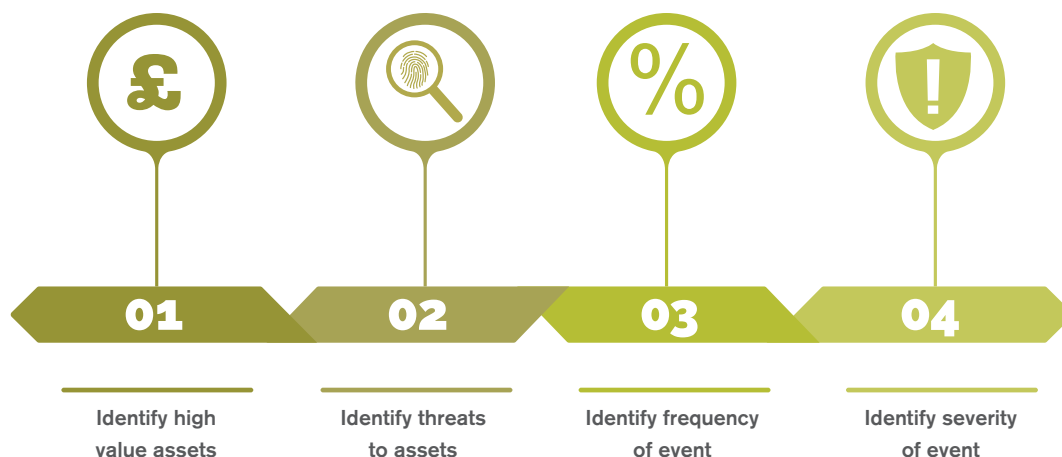 £
%
!
01
02
03
04
Identify high
value assets
Identify threats
to assets
Identify frequency
of event
Identify severity
of event